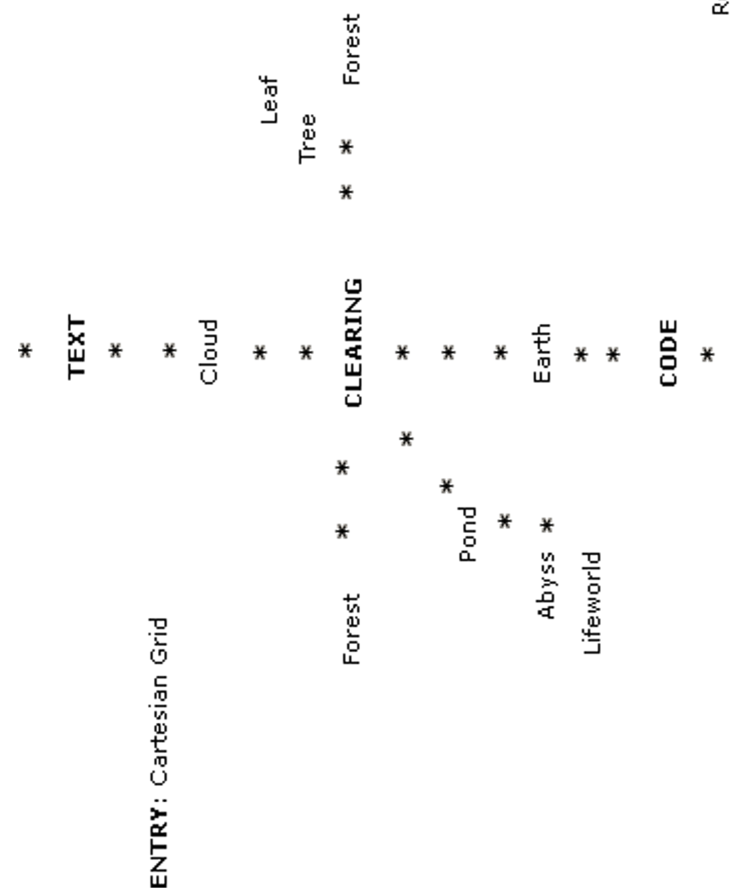 *
TEXT
*
ENTRY: Cartesian Grid *
Cloud
* Leaf
* Tree
Forest * * CLEARING * * Forest
* *
* *
Pond
* *
Abyss * Earth
*
Lifeworld
*
CODE
*
R